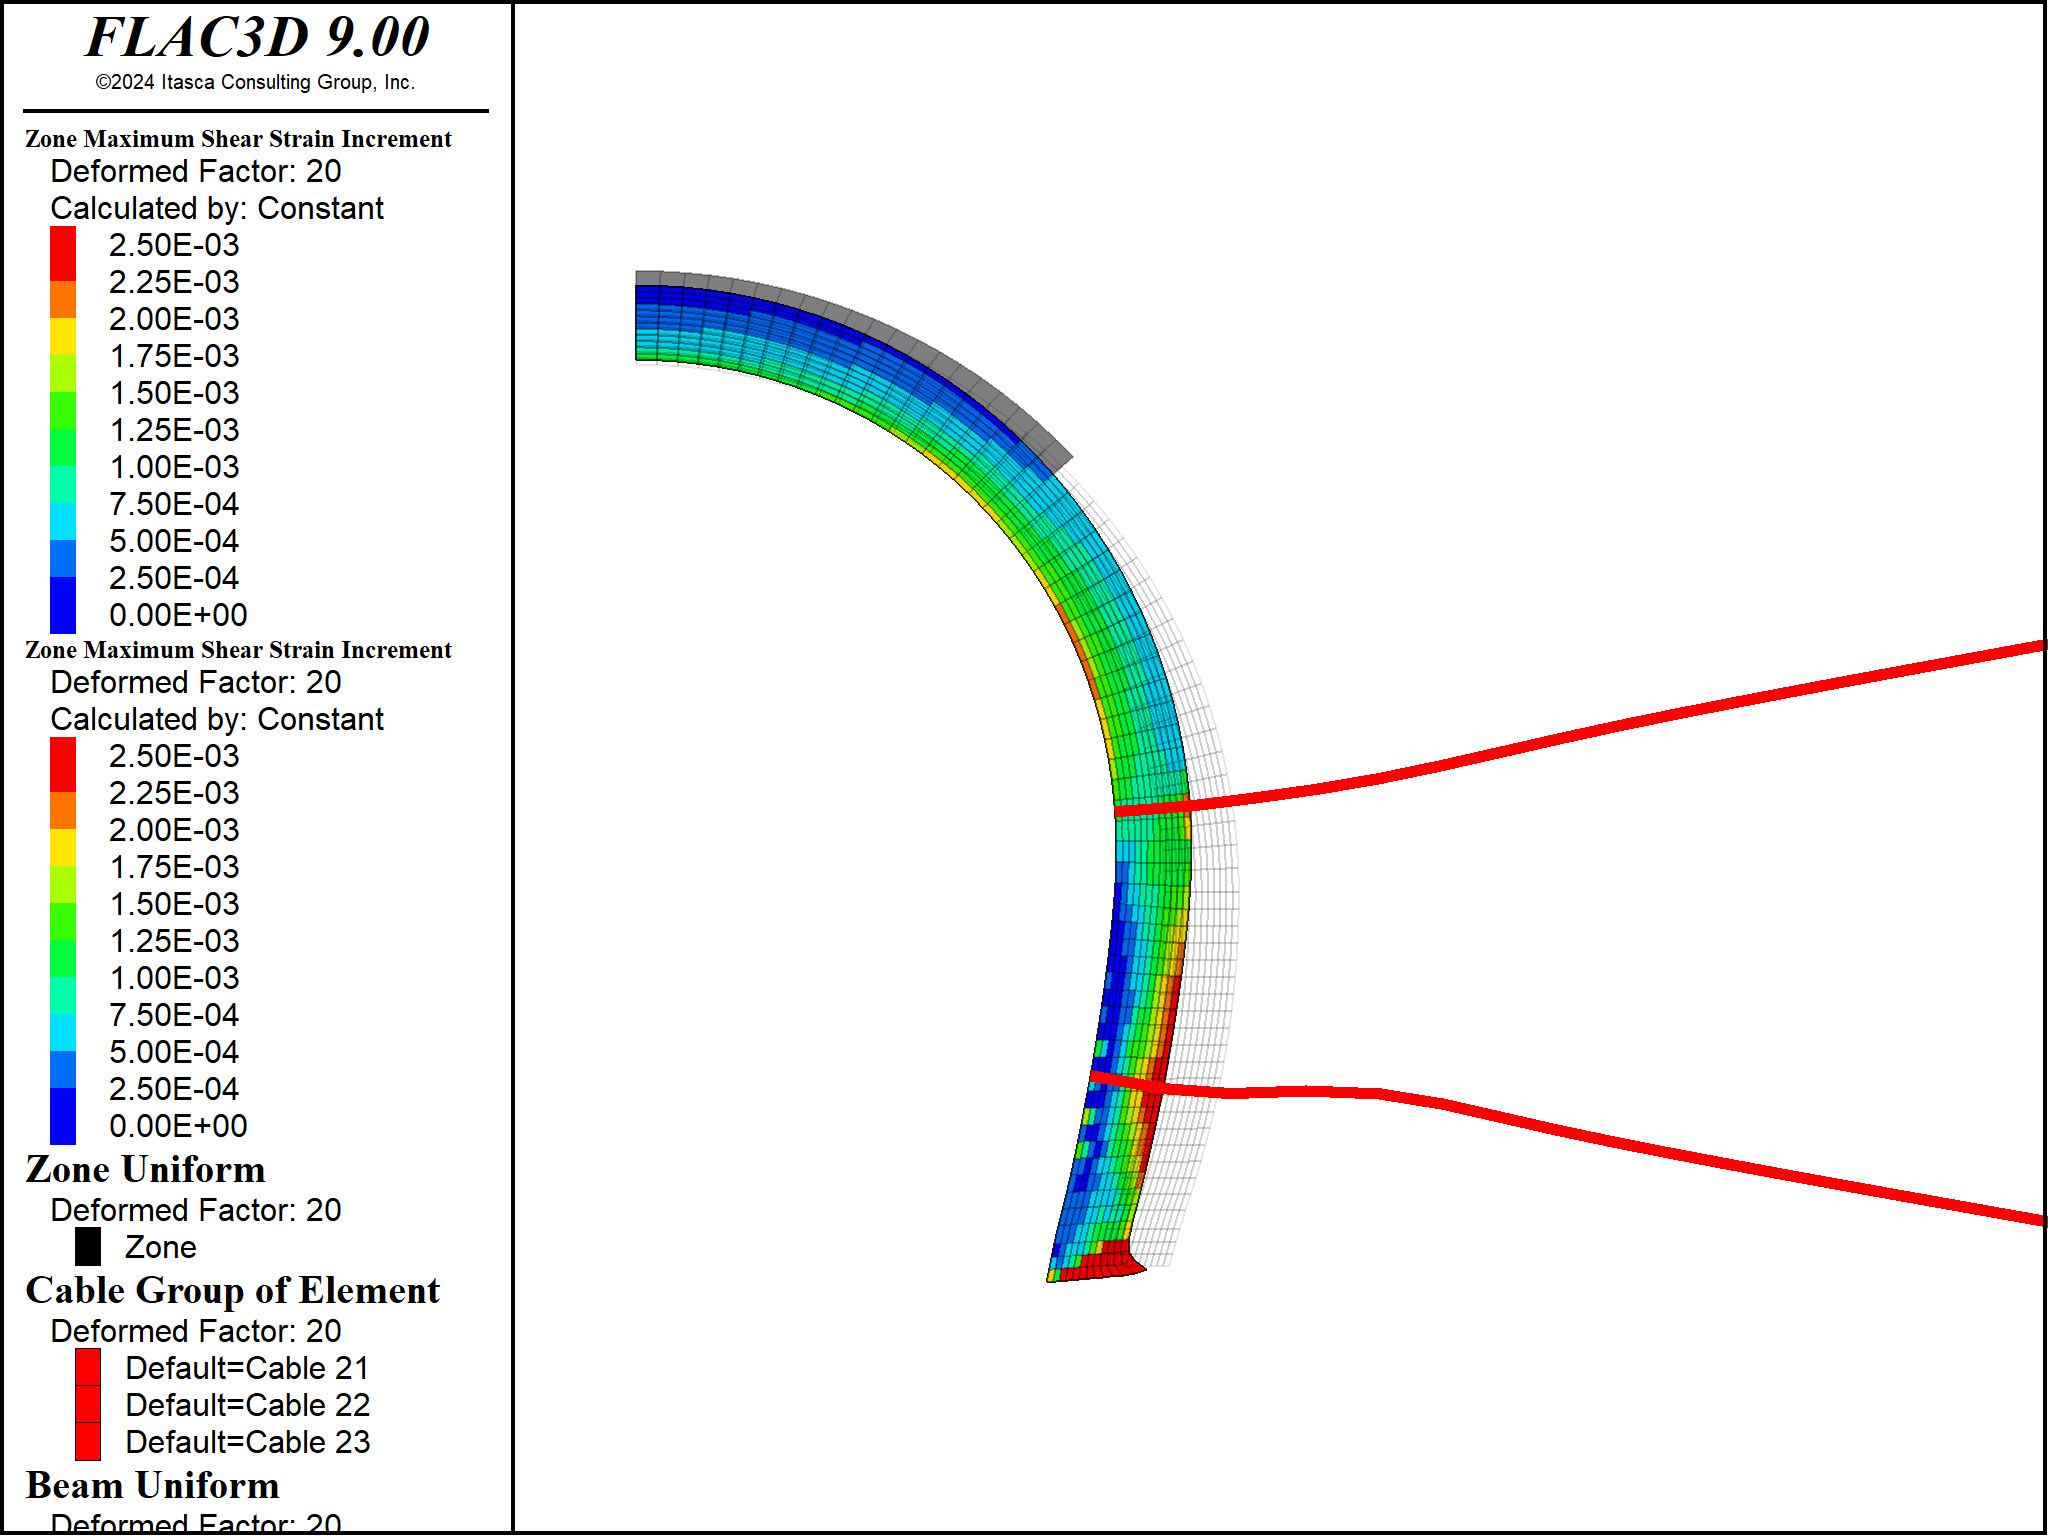 FLAC3D 9.00
©2024 Itasca Consulting Group, Inc.
Zone Maximum Shear Strain Increment
Deformed Factor: 20
Calculated by: Constant
2.50E-03
2.25E-03
2.00E-03
1.75E-03
1.50E-03
1.25E-03
1.00E-03
7.50E-04
5.00E-04
2.50E-04
0.00E+00
Zone Maximum Shear Strain Increment
Deformed Factor: 20
Calculated by: Constant
2.50E-03
2.25E-03
2.00E-03
1.75E-03
1.50E-03
1.25E-03
1.00E-03
7.50E-04
5.00E-04
2.50E-04
0.00E+00
Zone Uniform
Deformed Factor: 20
Zone
Cable Group of Element
Deformed Factor: 20
Default=Cable 21
Default=Cable 22
Default=Cable 23
Beam Uniform
Deformed Factor: 20